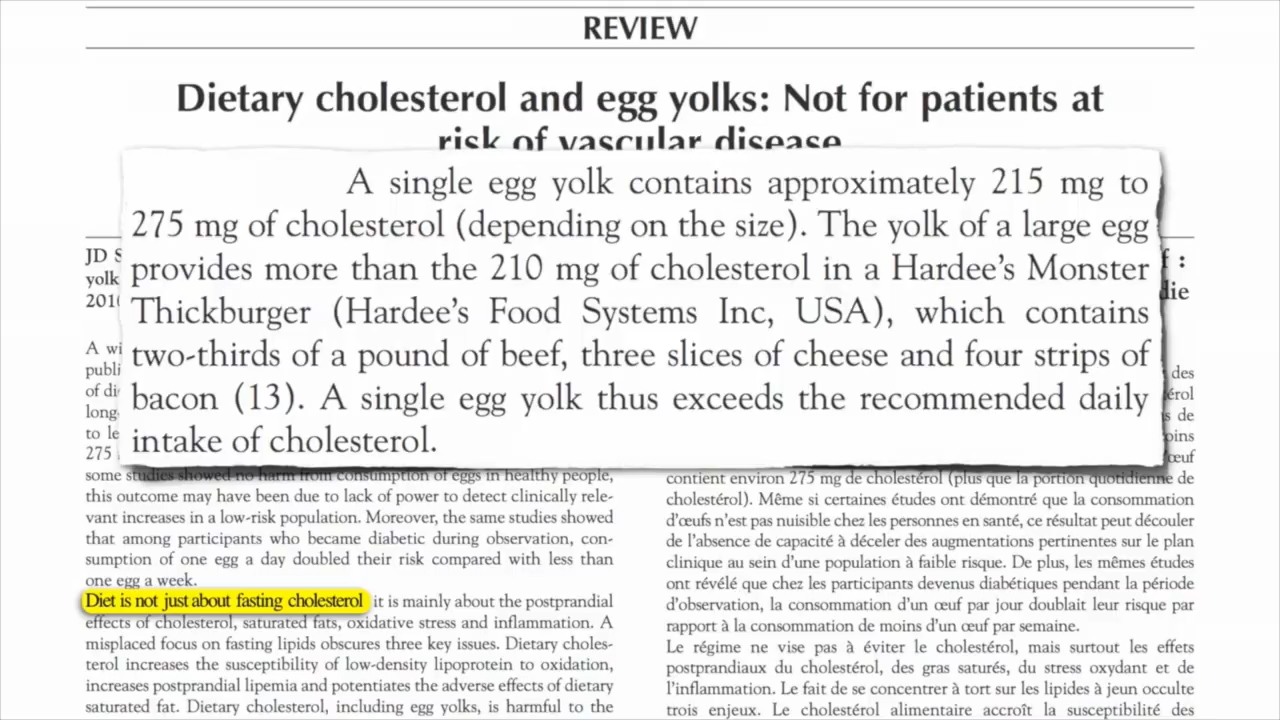 REVIEW
Dietary cholesterol and egg yolks: Not for patients at
risk of vascular disease
A single egg yolk contains approximately 215 mg to
275 mg of cholesterol (depending on the size). The yolk of a large egg
provides more than the 210 mg of cholesterol in a Hardee's Monster
Thickburger (Hardee's Food Systems Inc, USA), which contains
two-thirds of a pound of beef, three slices of cheese and four strips of
bacon (13). A single egg yolk thus exceeds the recommended daily
intake of cholesterol.
JD S
yolk
A wi
publi
of di
long-
to le
275
some studies showed no harm from consumption of eggs in healthy people,
this outcome may have been due to lack of power to detect clinically rele-
vant increases in a low-risk population. Moreover, the same studies showed
that among participants who became diabetic during observation, con-
sumption of one egg a day doubled their risk compared with less than
one egg a week.
Diet is not just about fasting cholesterol it is mainly about the postprandial
effects of cholesterol, saturated fats, oxidative stress and inflammation. A
misplaced focus on fasting lipids obscures three key issues. Dietary choles-
terol increases the susceptibility of low-density lipoprotein to oxidation,
increases postprandial lipemia and potentiates the adverse effects of dietary
saturated fat. Dietary cholesterol, including egg yolks, is harmful to the
f :
die
des
érol
s de
oins
œuf
contient environ 275 mg de cholestérol (plus que la portion quotidienne de
cholestérol). Même si certaines études ont démontré que la consommation
d'œufs n'est pas nuisible chez les personnes en santé, ce résultat peut découler
de l'absence de capacité à déceler des augmentations pertinentes sur le plan
clinique au sein d'une population à faible risque. De plus, les mêmes études
ont révélé que chez les participants devenus diabétiques pendant la période
d'observation, la consommation d'un œuf par jour doublait leur risque par
rapport à la consommation de moins d'un œuf par semaine.
Le régime ne vise pas à éviter le cholestérol, mais surtout les effets
postprandiaux du cholestérol, des gras saturés, du stress oxydant et de
l'inflammation. Le fait de se concentrer à tort sur les lipides à jeun occulte
trois enjeux. Le cholestérol alimentaire accroît la susceptibilité des